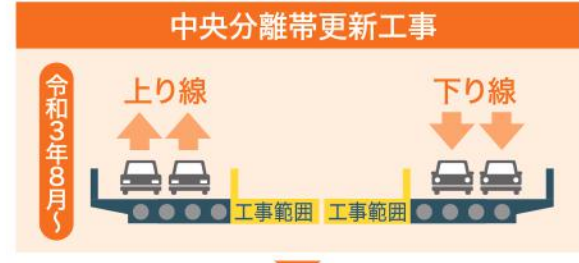 中央分離帯更新工事
令和3年8月～
上り線
下り線
工事範囲
工事範囲